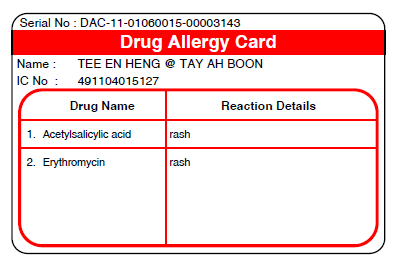 Serial No : DAC-11-01060015-00003143
Drug Allergy Card
Name : TEE EN HENG @ TAY AH BOON
IC No : 491104015127
Drug Name Reaction Details
1. Acetylsalicylic acid rash
2. Erythromycin rash